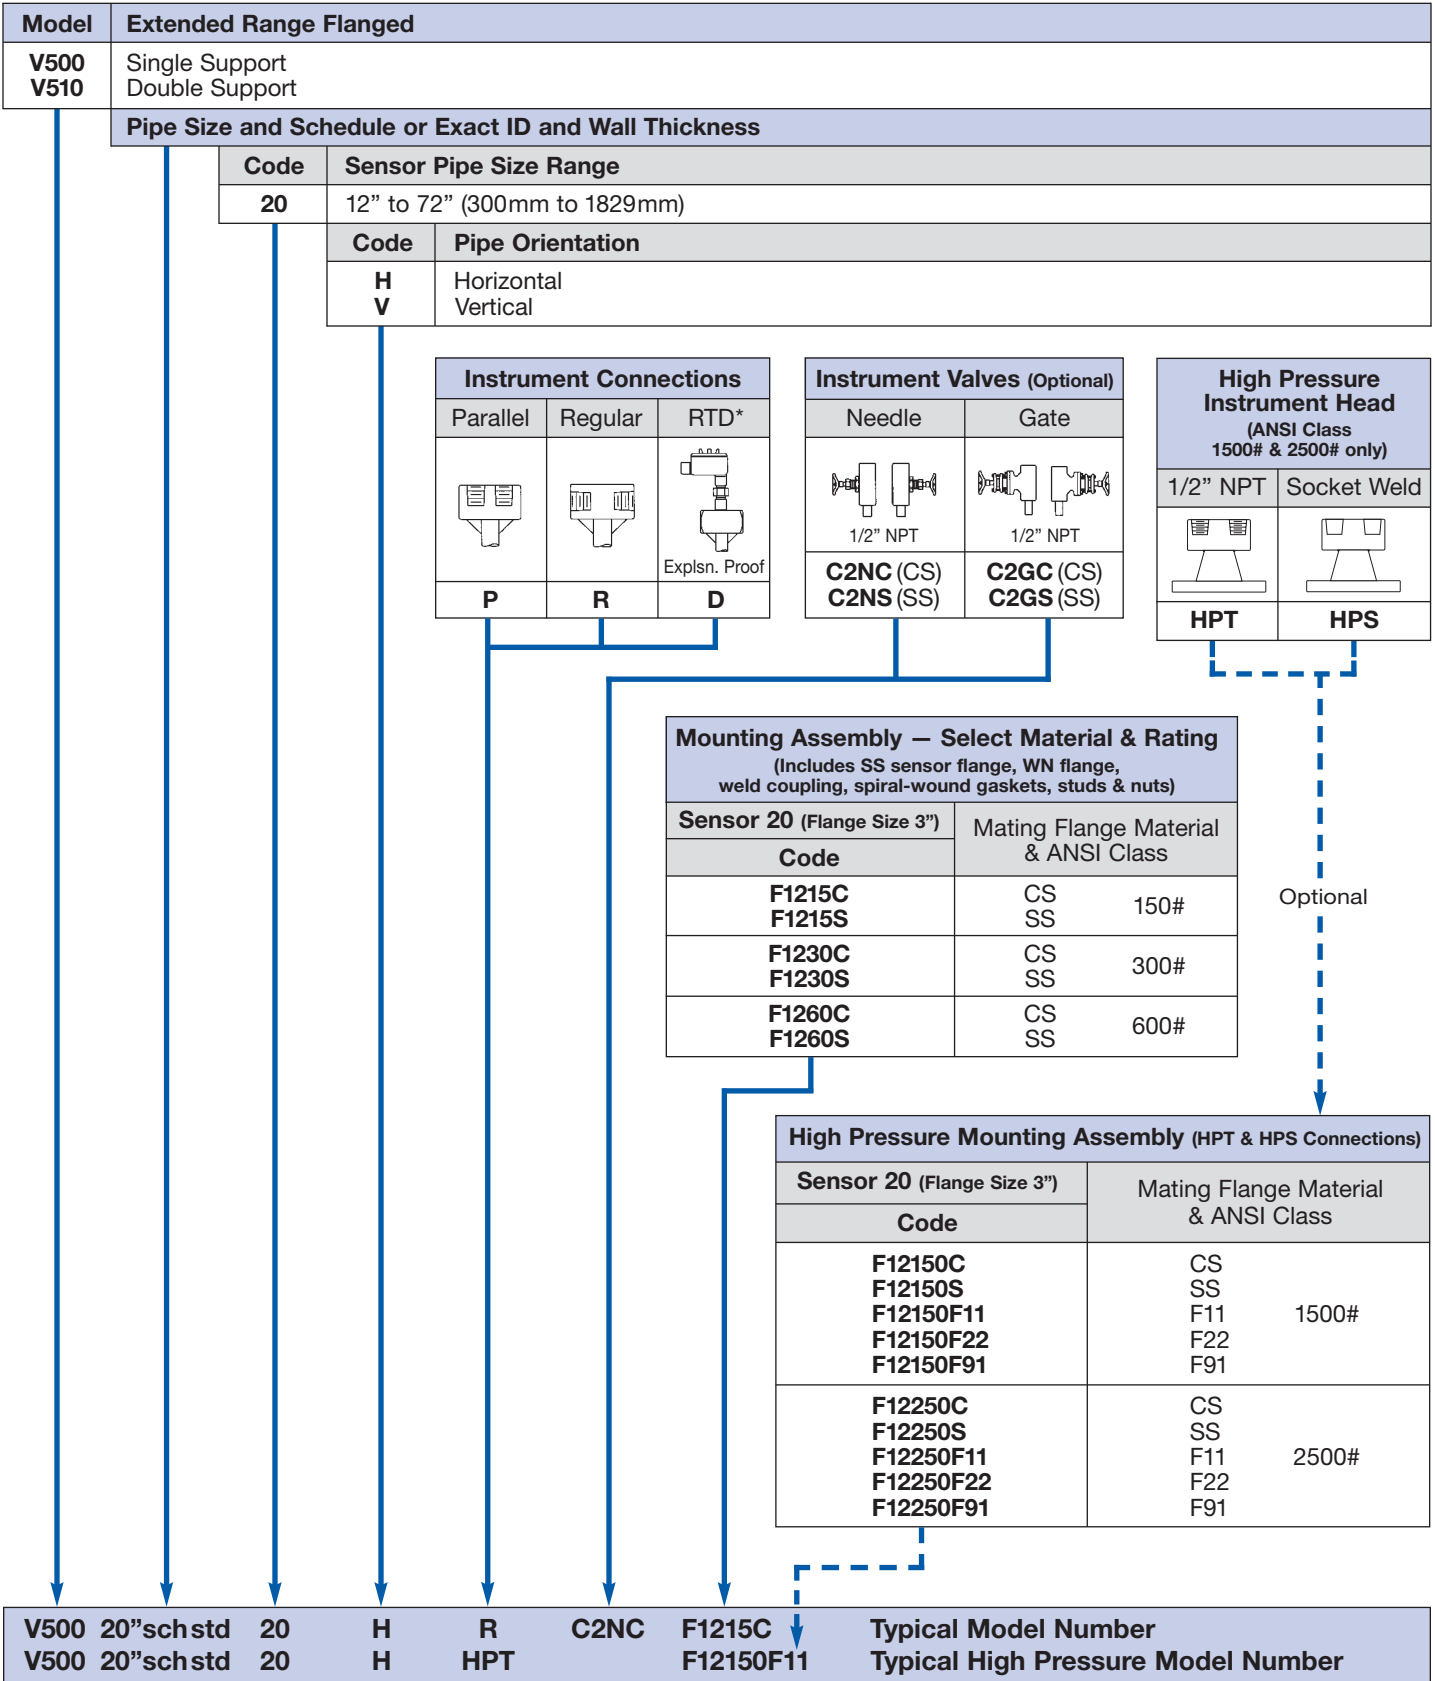 Model Extended Range Flanged
V500 Single Support
V510 Double Support
Pipe Size and Schedule or Exact ID and Wall Thickness
Code Sensor Pipe Size Range
20 12” to 72” (300mm to 1829mm)
Code Pipe Orientation
H Horizontal
V Vertical
Instrument Connections
Parallel Regular RTD*
Explsn. Proof
P R D
Instrument Valves (Optional)
Needle Gate
1/2” NPT 1/2” NPT
C2NC (CS) C2GC (CS)
C2NS (SS) C2GS (SS)
High Pressure
Instrument Head
(ANSI Class
1500# & 2500# only)
1/2” NPT Socket Weld
HPT HPS
Mounting Assembly — Select Material & Rating
(Includes SS sensor flange, WN flange,
weld coupling, spiral-wound gaskets, studs & nuts)
Sensor 20 (Flange Size 3”) Mating Flange Material
Code & ANSI Class
F1215C CS 150#
F1215S SS
F1230C CS 300#
F1230S SS
F1260C CS 600#
F1260S SS
Optional
High Pressure Mounting Assembly (HPT & HPS Connections)
Sensor 20 (Flange Size 3”) Mating Flange Material
Code & ANSI Class
F12150C CS
F12150S SS
F12150F11 F11 1500#
F12150F22 F22
F12150F91 F91
F12250C CS
F12250S SS
F12250F11 F11 2500#
F12250F22 F22
F12250F91 F91
V500 20”sch std 20 H R C2NC F1215C Typical Model Number
V500 20”sch std 20 H HPT F12150F11 Typical High Pressure Model Number